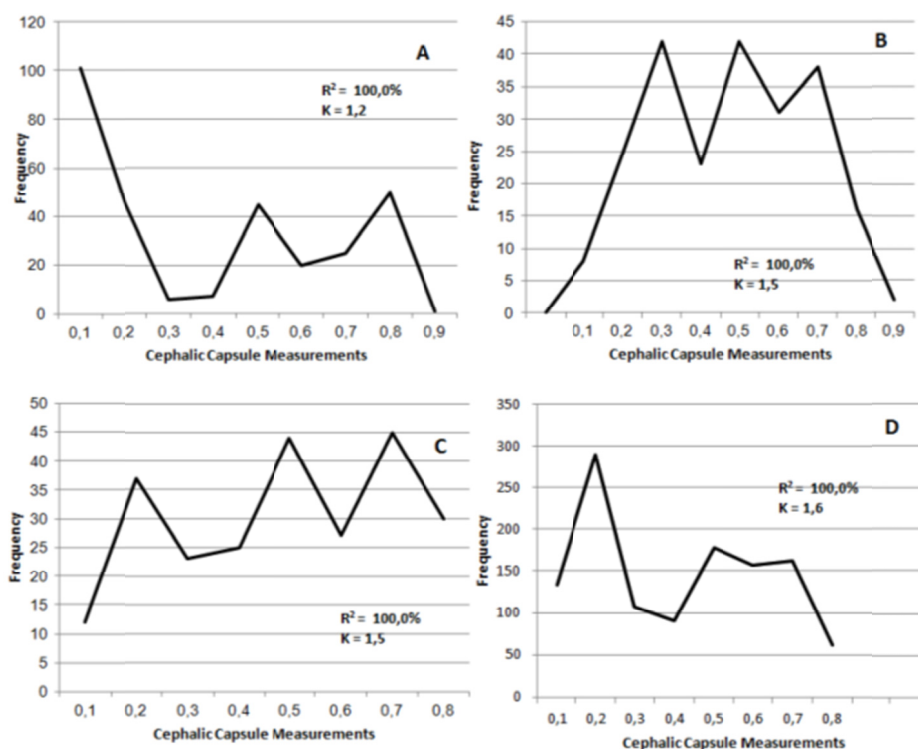 A
120
100
80
60
40
20
0
Frequency
R² = 100,0%
K = 1,2
0,1 0,2 0,3 0,4 0,5 0,6 0,7 0,8 0,9
Cephalic Capsule Measurements
B
45
40
35
30
25
20
15
10
5
0
Frequency
R² = 100,0%
K = 1,5
0,1 0,2 0,3 0,4 0,5 0,6 0,7 0,8 0,9
Cephalic Capsule Measurements
C
50
45
40
35
30
25
20
15
10
5
0
Frequency
R² = 100,0%
K = 1,5
0,1 0,2 0,3 0,4 0,5 0,6 0,7 0,8
Cephalic Capsule Measurements
D
350
300
250
200
150
100
50
0
Frequency
R² = 100,0%
K = 1,6
0,1 0,2 0,3 0,4 0,5 0,6 0,7 0,8
Cephalic Capsule Measurements